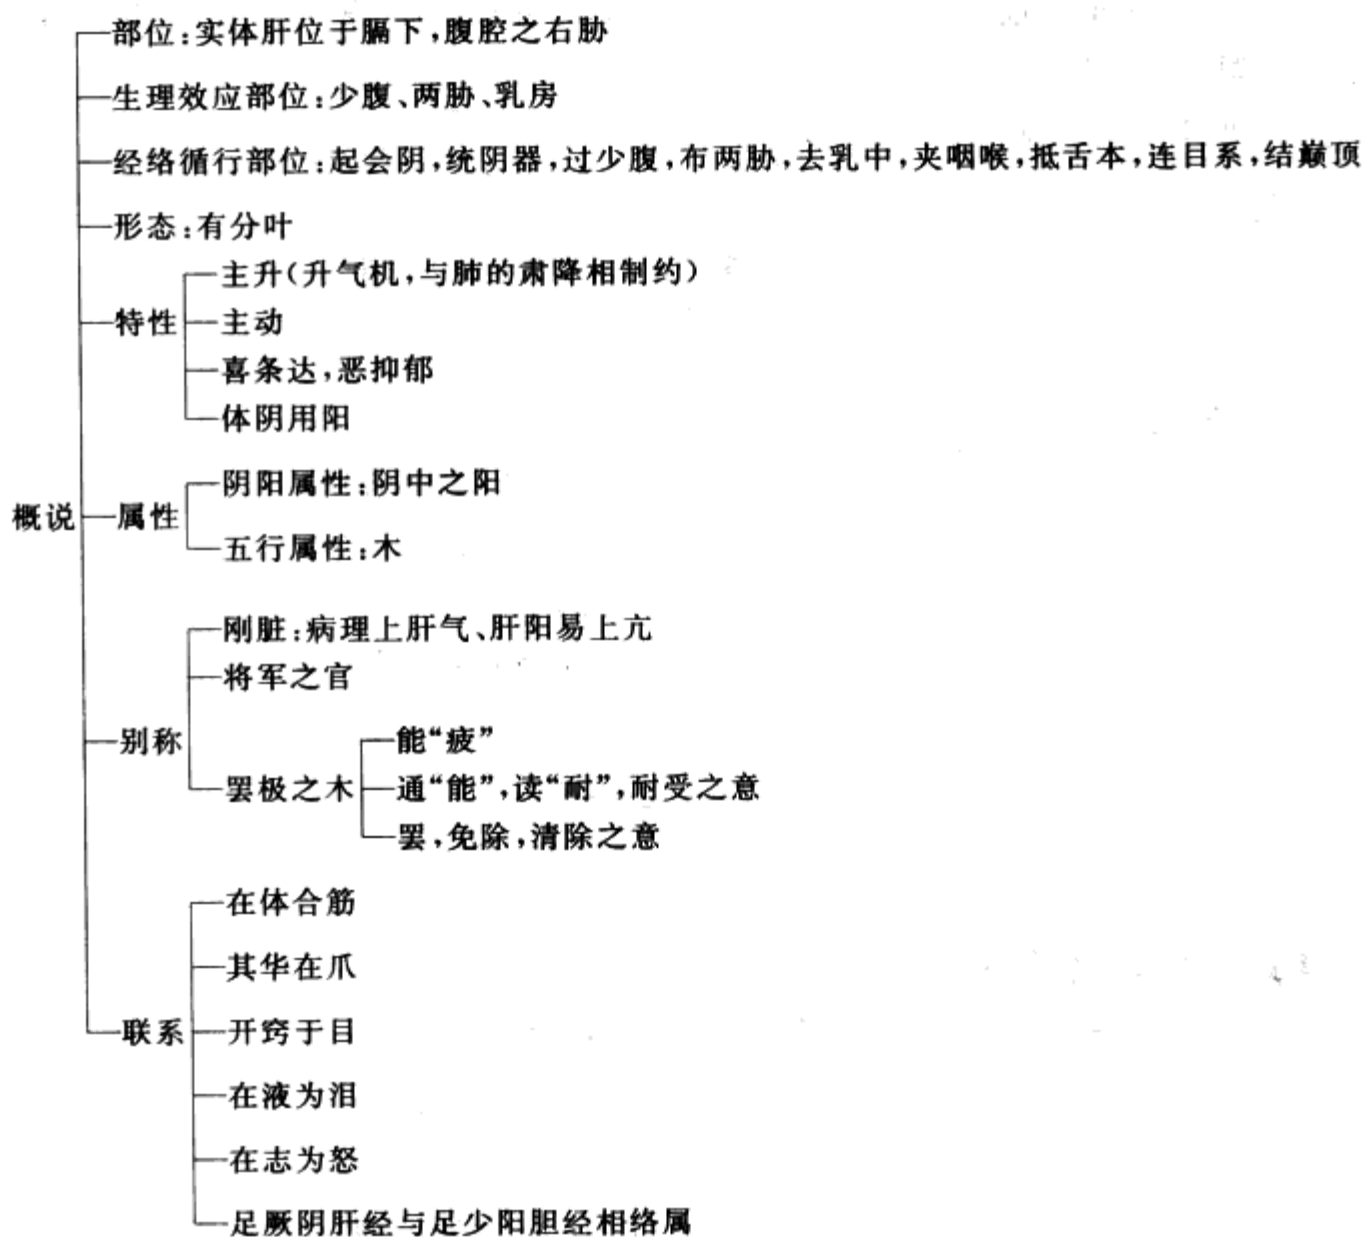 部位:实体肝位于膈下,腹腔之右胁
生理效应部位:少腹、两胁、乳房
经络循行部位:起会阴,统阴器,过少腹,布两胁,去乳中,夹咽喉,抵舌本,连目系,结巅顶
形态:有分叶
主升(升气机,与肺的肃降相制约)
特性
主动
喜条达,恶抑郁
体阴用阳
阴阳属性:阴中之阳
概说
属性
五行属性:木
刚脏:病理上肝气、肝阳易上亢
将军之官
别称
能“疲”
罢极之木
通“能”,读“耐”,耐受之意
罢,免除,清除之意
在体合筋
其华在爪
联系
开窍于目
在液为泪
在志为怒
足厥阴肝经与足少阳胆经相络属